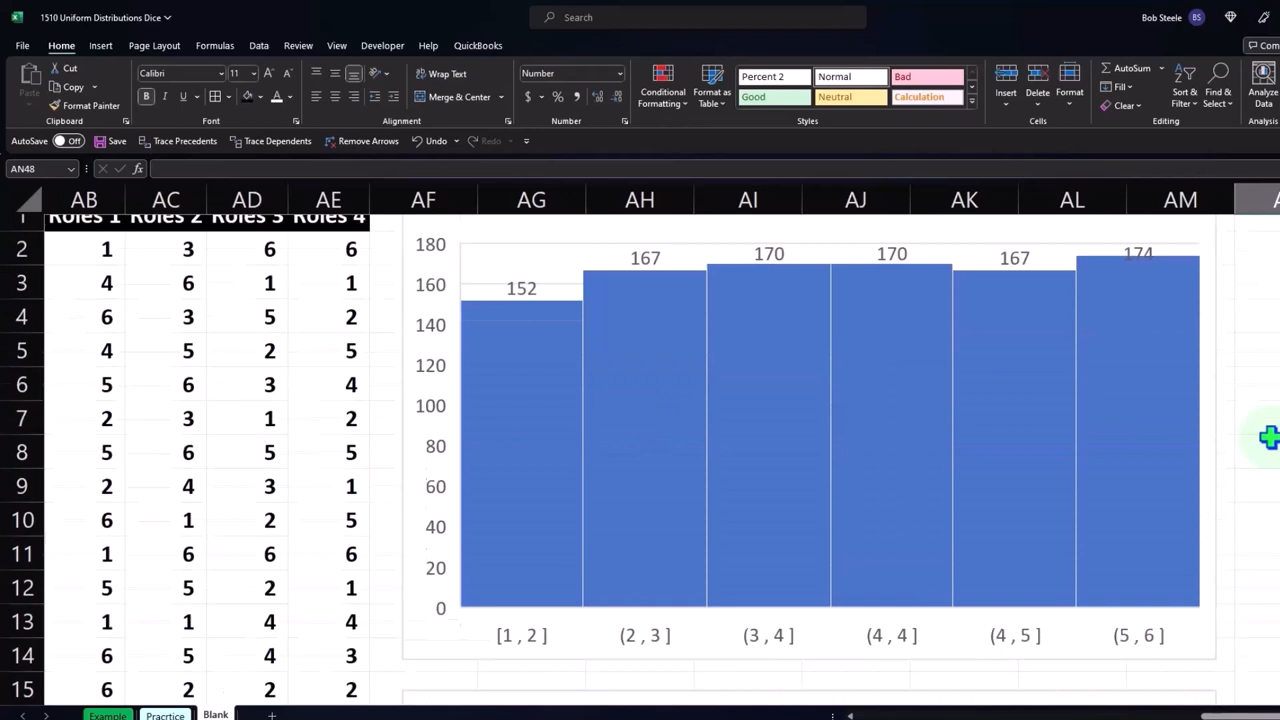 1510 Uniform Distributions Dice
Search
Bob Steele BS
File Home Insert Page Layout Formulas Data Review View Developer Help QuickBooks
Cut
Copy
Format Painter
Paste
Clipboard
Calibri 11
B I U
Font
Wrap Text
Merge & Center
Alignment
Number
$ % 9
Number
Conditional Formatting
Format as Table
Percent 2 Normal Bad
Good Neutral Calculation
Styles
Insert Delete Format
Cells
AutoSum
Fill
Clear
Sort & Filter
Find & Select
Editing
Analyze Data
Analysis
AutoSave Off Save Trace Precedents Trace Dependents Remove Arrows Undo Redo
AN48 fx
AB AC AD AE AF AG AH AI AJ AK AL AM
1 Roles 1 Roles 2 Roles 3 Roles 4
2 1 3 6 6
3 4 6 1 1
4 6 3 5 2
5 4 5 2 5
6 5 6 3 4
7 2 3 1 2
8 5 6 5 5
9 2 4 3 1
10 6 1 2 5
11 1 6 6 6
12 5 5 2 1
13 1 1 4 4
14 6 5 4 3
15 6 2 2 2
180
160
140
120
100
80
60
40
20
0
152 167 170 170 167 174
[1 , 2 ] (2 , 3 ] (3 , 4 ] (4 , 4 ] (4 , 5 ] (5 , 6 ]
Example Pracrtice Blank